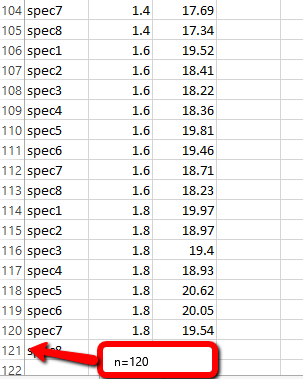 104 spec7 1.4 17.69
105 spec8 1.4 17.34
106 spec1 1.6 19.52
107 spec2 1.6 18.41
108 spec3 1.6 18.22
109 spec4 1.6 18.36
110 spec5 1.6 19.81
111 spec6 1.6 19.46
112 spec7 1.6 18.71
113 spec8 1.6 18.23
114 spec1 1.8 19.97
115 spec2 1.8 18.97
116 spec3 1.8 19.4
117 spec4 1.8 18.93
118 spec5 1.8 20.62
119 spec6 1.8 20.05
120 spec7 1.8 19.54
121 spec8
122
n=120